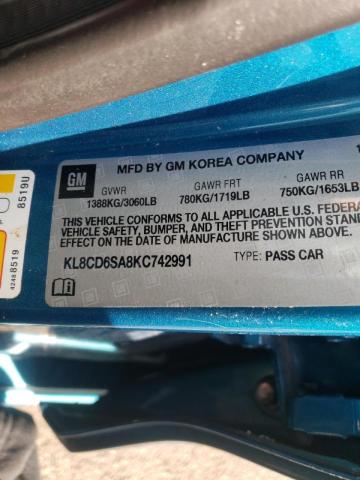 GM
MFD BY GM KOREA COMPANY
GVWR GAWR FRT GAWR RR
1388KG/3060LB 780KG/1719LB 750KG/1653LB
THIS VEHICLE CONFORMS TO ALL APPLICABLE U.S. FEDERA
VEHICLE SAFETY, BUMPER, AND THEFT PREVENTION STAN
EFFECT ON THE DATE OF MANUFACTURE SHOWN ABOVE.
KL8CD6SA8KC742991 TYPE: PASS CAR
8519U
42488519